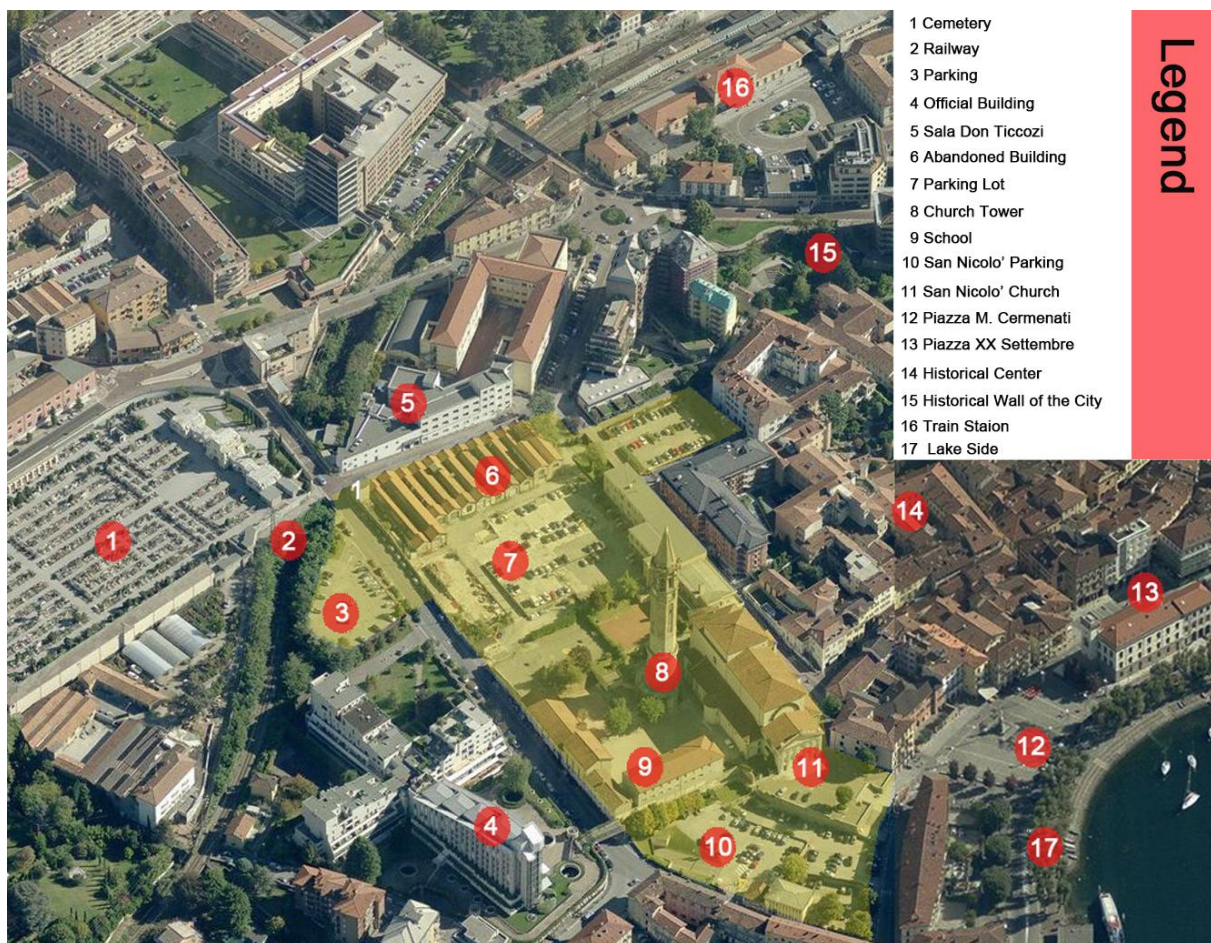 1 Cemetery
2 Railway
3 Parking
4 Official Building
5 Sala Don Ticcozi
6 Abandoned Building
7 Parking Lot
8 Church Tower
9 School
10 San Nicolo' Parking
11 San Nicolo' Church
12 Piazza M. Cermenati
13 Piazza XX Settembre
14 Historical Center
15 Historical Wall of the City
16 Train Staion
17 Lake Side
Legend
16
15
5
6
1
14
1
2
7
13
3
8
12
9
11
4
10
17